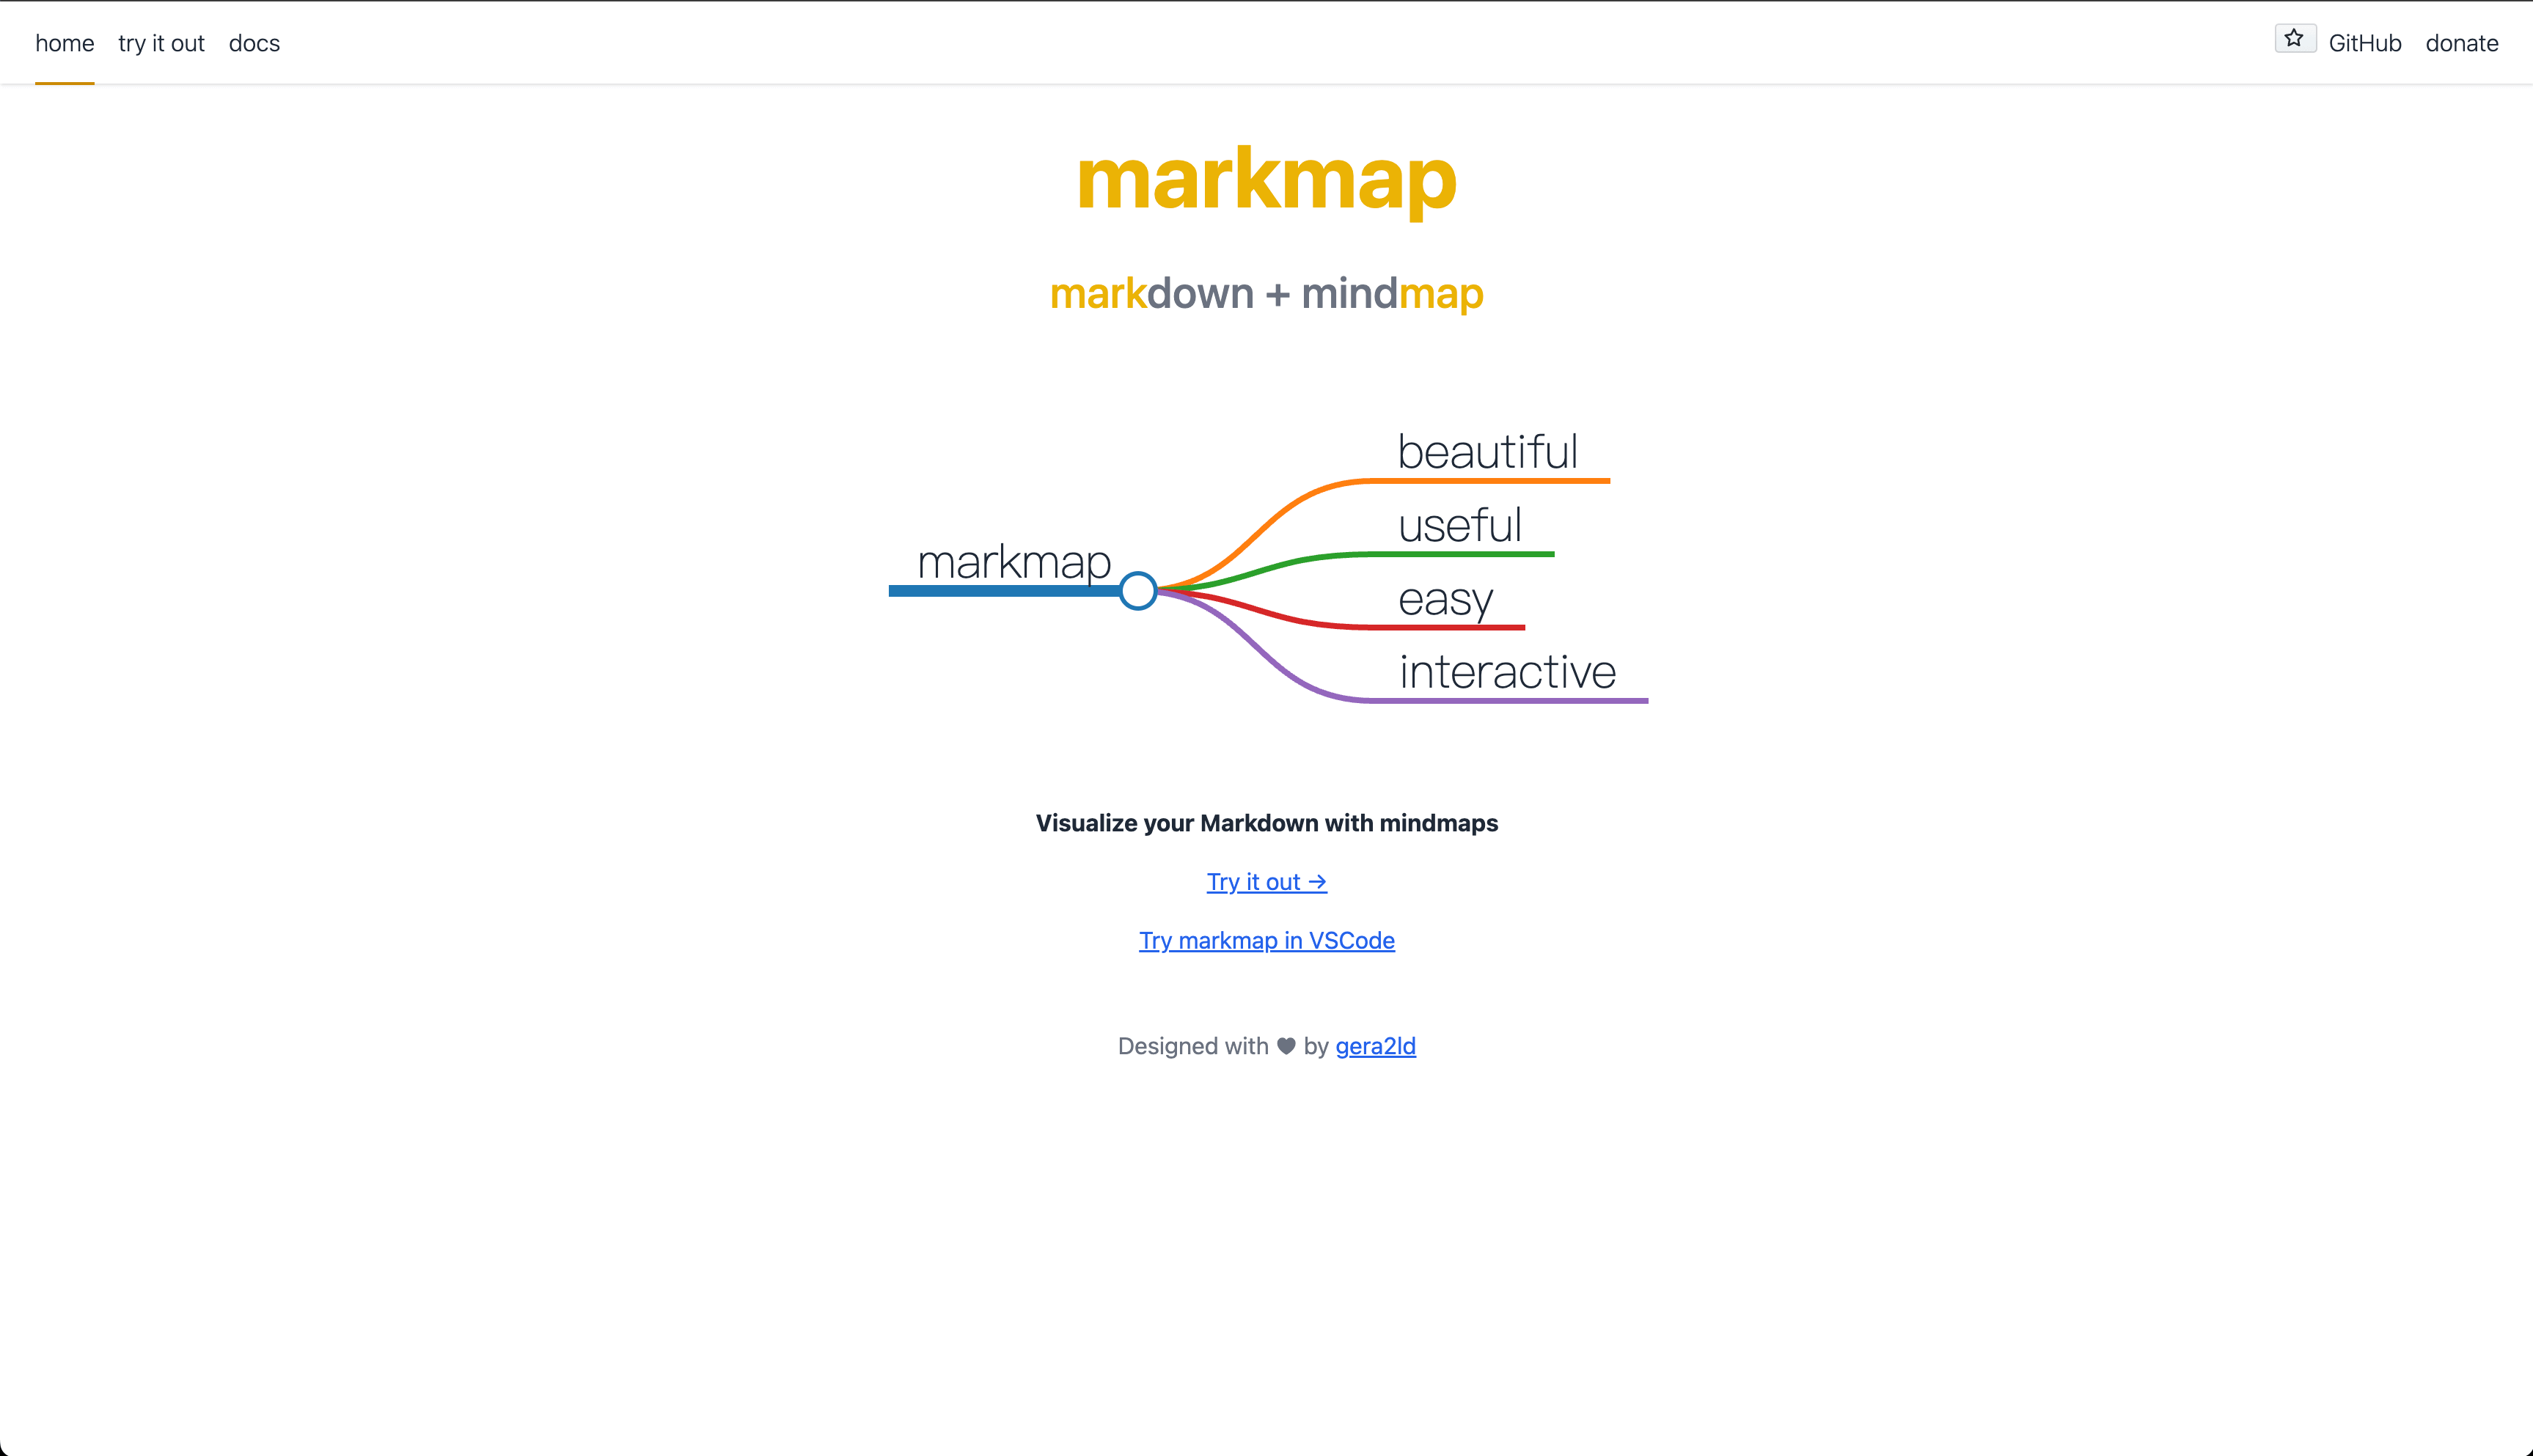 home try it out docs GitHub donate
markmap
markdown + mindmap
beautiful
useful
markmap
easy
interactive
Visualize your Markdown with mindmaps
Try it out →
Try markmap in VSCode
Designed with ♥ by gera2ld